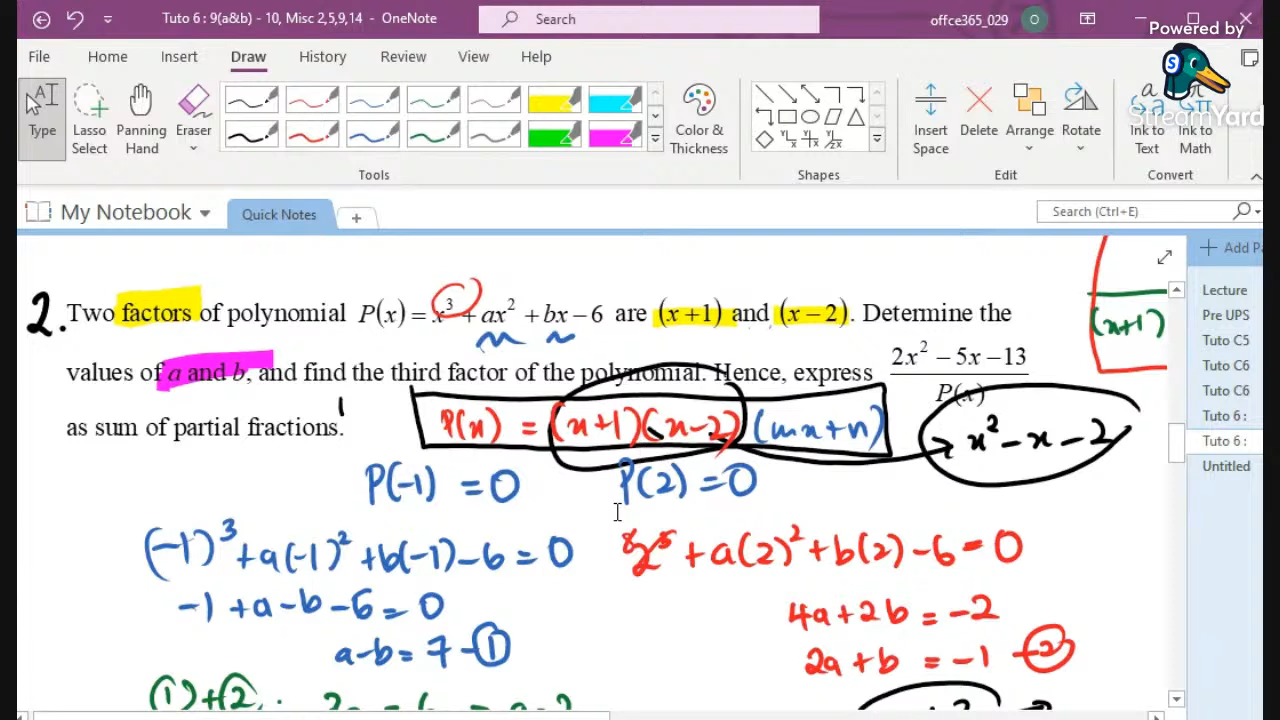 Tuto 6 : 9(a&b) - 10, Misc 2,5,9,14 - OneNote
Search
offce365_029
O
Powered by
StreamYard
File Home Insert Draw History Review View Help
Type
Lasso Select
Panning Hand
Eraser
Color & Thickness
Insert Space
Delete
Arrange
Rotate
Ink to Text
Ink to Math
Tools
Shapes
Edit
Convert
My Notebook
Quick Notes
Search (Ctrl+E)
Add P
Lecture
Pre UPS
Tuto C5
Tuto C6
Tuto C6
Tuto 6 :
Tuto 6 :
Untitled
(x+1)
2. Two factors of polynomial P(x) = x³ + ax² + bx − 6 are (x+1) and (x−2). Determine the
values of a and b, and find the third factor of the polynomial. Hence, express (2x² − 5x − 13)/P(x)
as sum of partial fractions.
P(x) = (x+1)(x−2)(mx+n)
x² − x − 2
P(−1) = 0 P(2) = 0
(−1)³ + a(−1)² + b(−1) − 6 = 0
+ a(2)² + b(2) − 6 = 0
−1 + a − b − 6 = 0
4a + 2b = −2
a − b = 7 − ①
2a + b = −1 − ②
①+②: